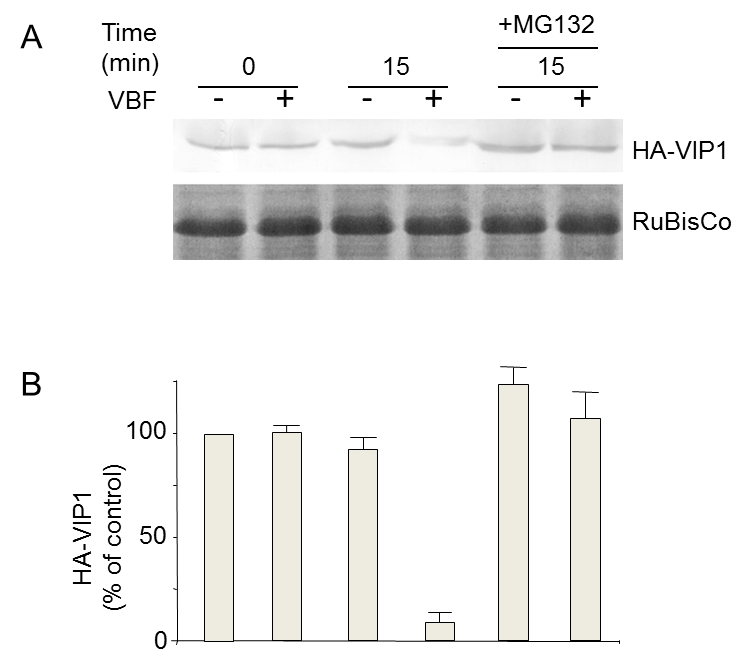 A
Time
(min)
+MG132
0 15 15
VBF - + - + - +
HA-VIP1
RuBisCo
B
HA-VIP1
(% of control)
100
50
0